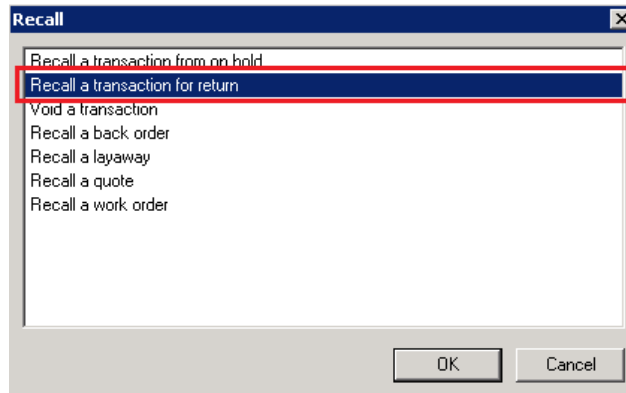 Recall
Recall a transaction from on hold
Recall a transaction for return
Void a transaction
Recall a back order
Recall a layaway
Recall a quote
Recall a work order
OK
Cancel